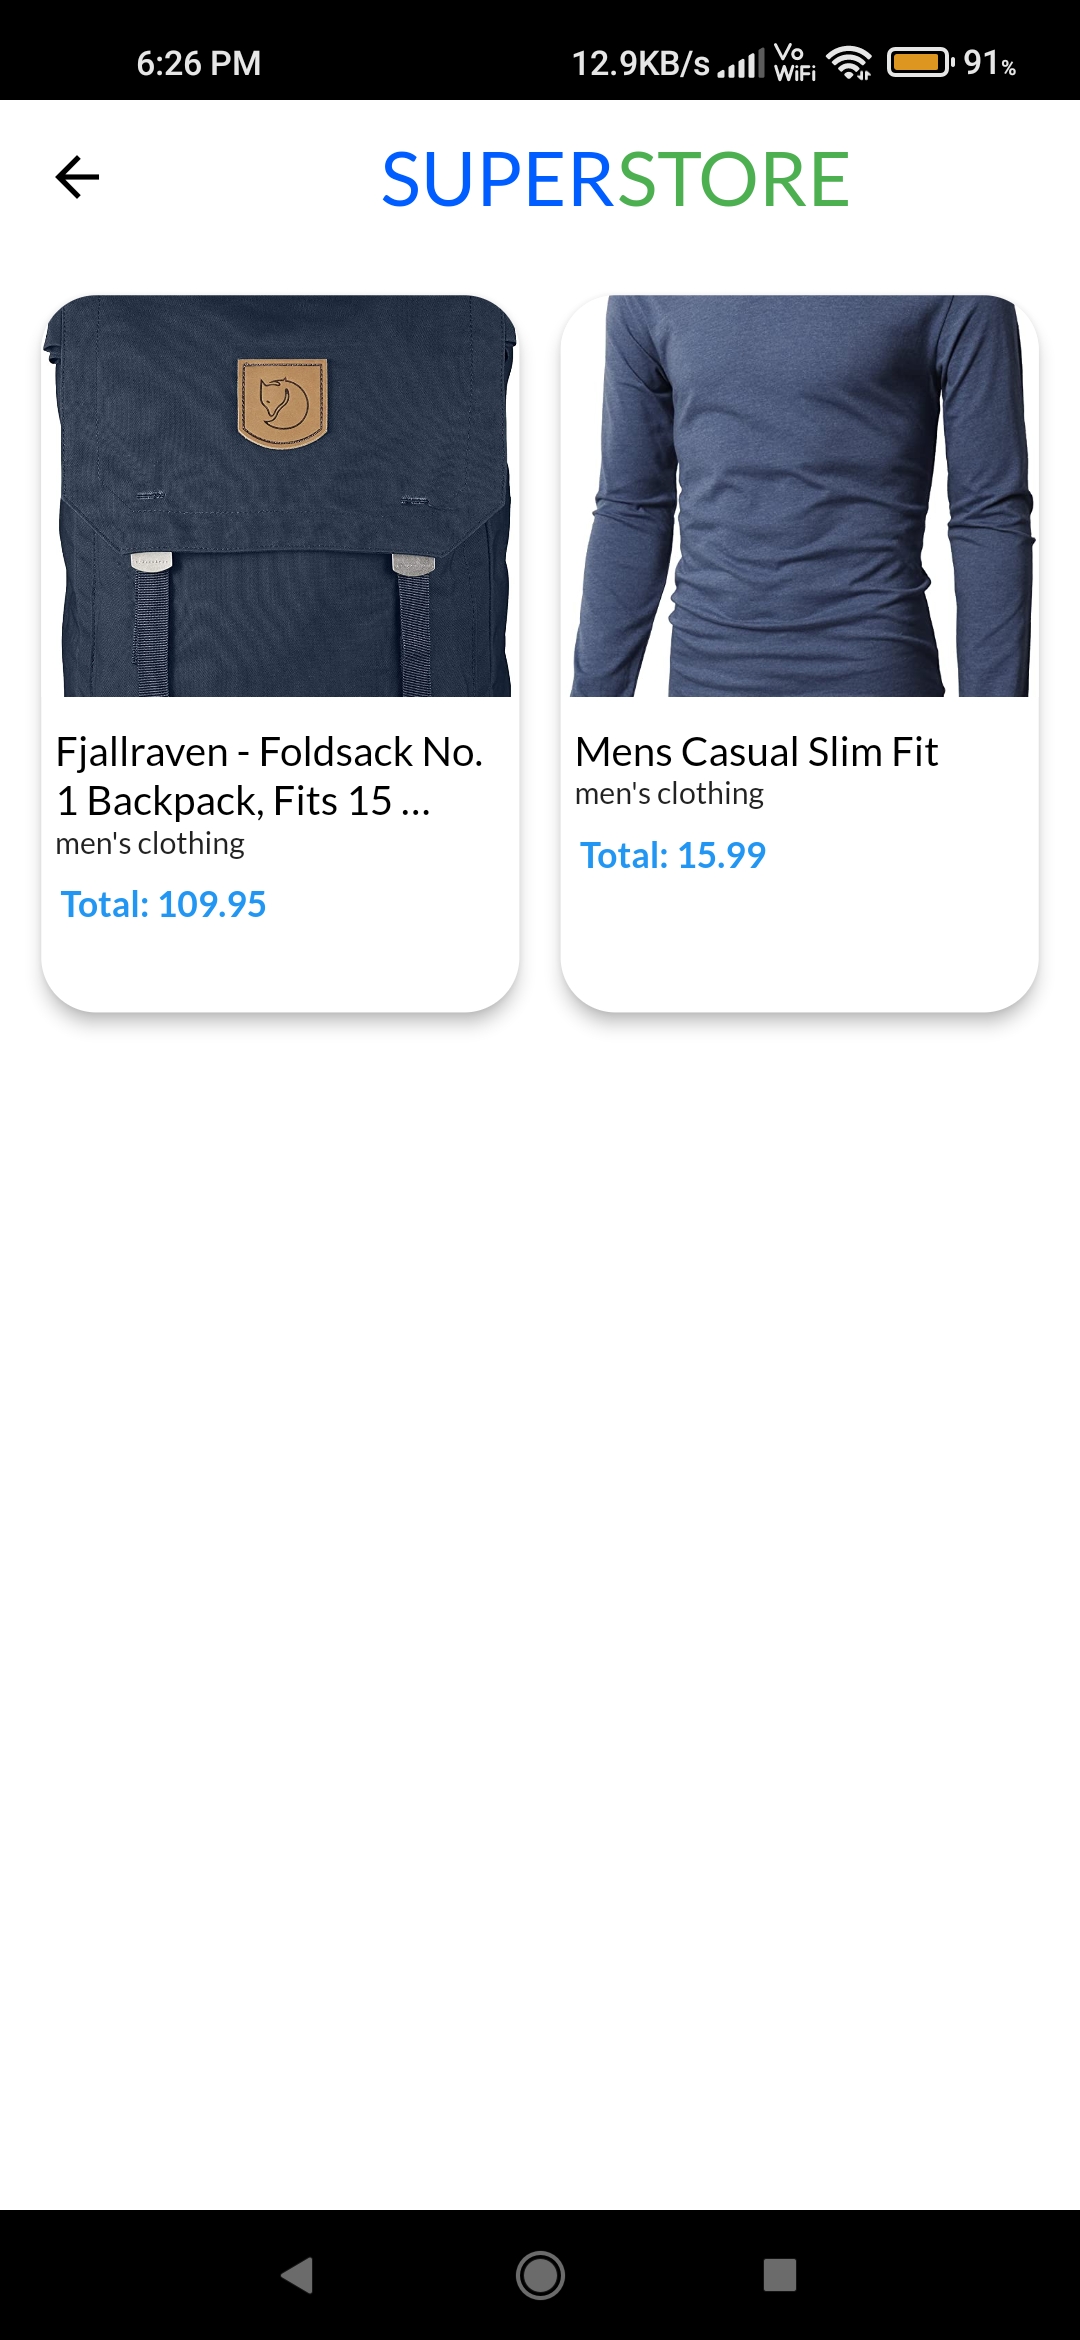 6:26 PM
12.9KB/s Vo WiFi 91%
SUPERSTORE
Fjallraven - Foldsack No.
1 Backpack, Fits 15 ...
men's clothing
Total: 109.95
Mens Casual Slim Fit
men's clothing
Total: 15.99